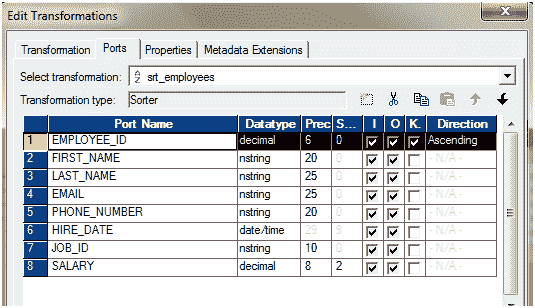 Edit Transformations
Transformation Ports Properties Metadata Extensions
Select transformation: srt_employees
Transformation type: Sorter
Port Name Datatype Prec S... I O K. Direction
1 EMPLOYEE_ID decimal 6 0 Ascending
2 FIRST_NAME nstring 20 0 - N/A -
3 LAST_NAME nstring 25 0 - N/A -
4 EMAIL nstring 25 0 - N/A -
5 PHONE_NUMBER nstring 20 0 - N/A -
6 HIRE_DATE date/time 29 9 - N/A -
7 JOB_ID nstring 10 0 - N/A -
8 SALARY decimal 8 2 - N/A -